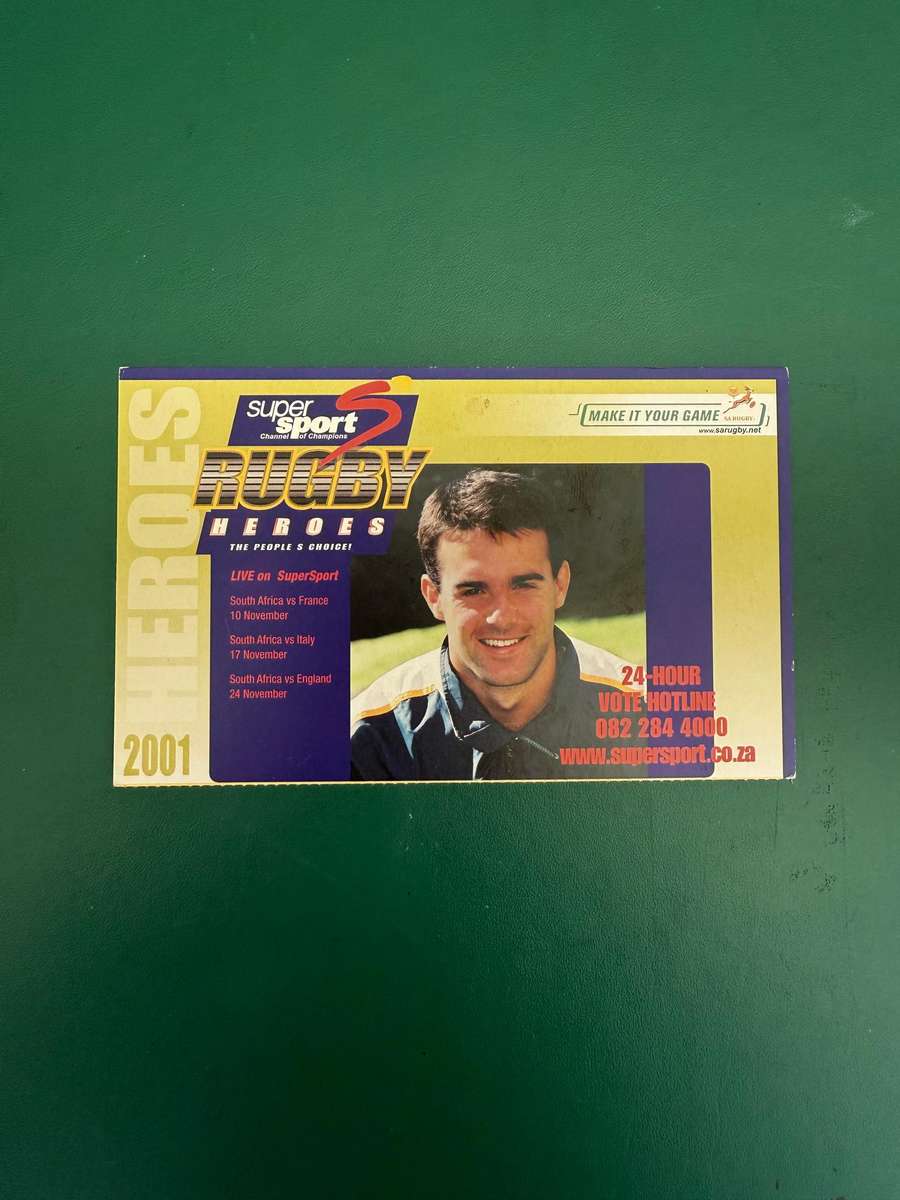 HEROES
2001
super
sport
Channel of Champions
RUGBY
HEROES
THE PEOPLE S CHOICE!
LIVE on SuperSport
South Africa vs France
10 November
South Africa vs Italy
17 November
South Africa vs England
24 November
MAKE IT YOUR GAME
SA RUGBY
www.sarugby.net
24-HOUR
VOTE HOTLINE
082 284 4000
www.supersport.co.za